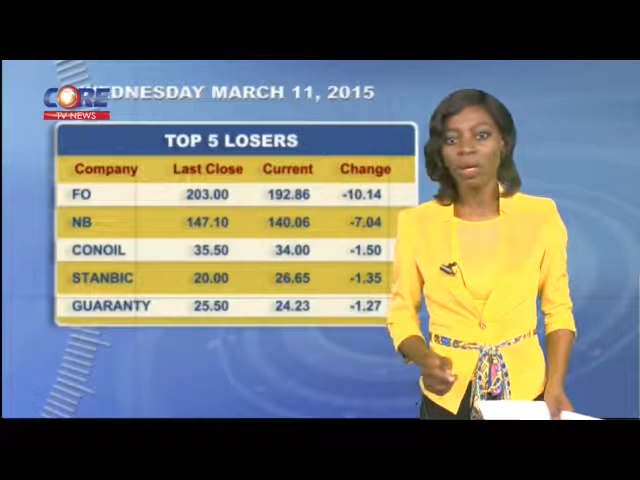 WEDNESDAY MARCH 11, 2015
CORE
TV NEWS
TOP 5 LOSERS
Company Last Close Current Change
FO 203.00 192.86 -10.14
NB 147.10 140.06 -7.04
CONOIL 35.50 34.00 -1.50
STANBIC 20.00 26.65 -1.35
GUARANTY 25.50 24.23 -1.27